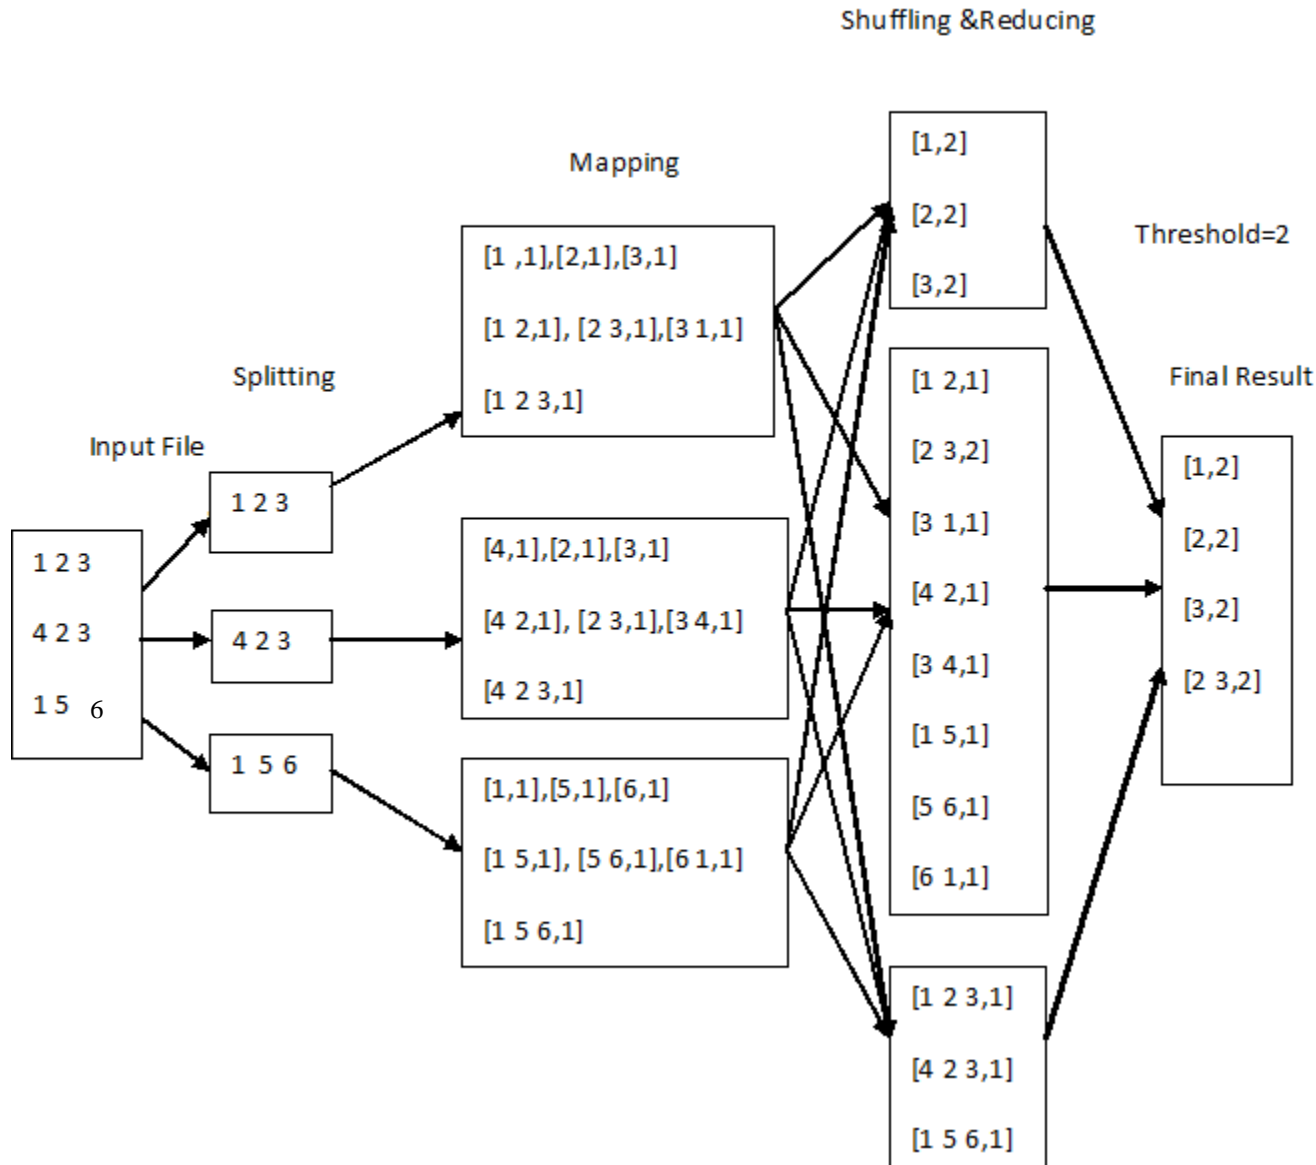 Shuffling &Reducing
Mapping
Threshold=2
Splitting
Final Result
Input File
1 2 3
4 2 3
1 5 6
1 2 3
4 2 3
1 5 6
[1 ,1],[2,1],[3,1]
[1 2,1], [2 3,1],[3 1,1]
[1 2 3,1]
[4,1],[2,1],[3,1]
[4 2,1], [2 3,1],[3 4,1]
[4 2 3,1]
[1,1],[5,1],[6,1]
[1 5,1], [5 6,1],[6 1,1]
[1 5 6,1]
[1,2]
[2,2]
[3,2]
[1 2,1]
[2 3,2]
[3 1,1]
[4 2,1]
[3 4,1]
[1 5,1]
[5 6,1]
[6 1,1]
[1 2 3,1]
[4 2 3,1]
[1 5 6,1]
[1,2]
[2,2]
[3,2]
[2 3,2]